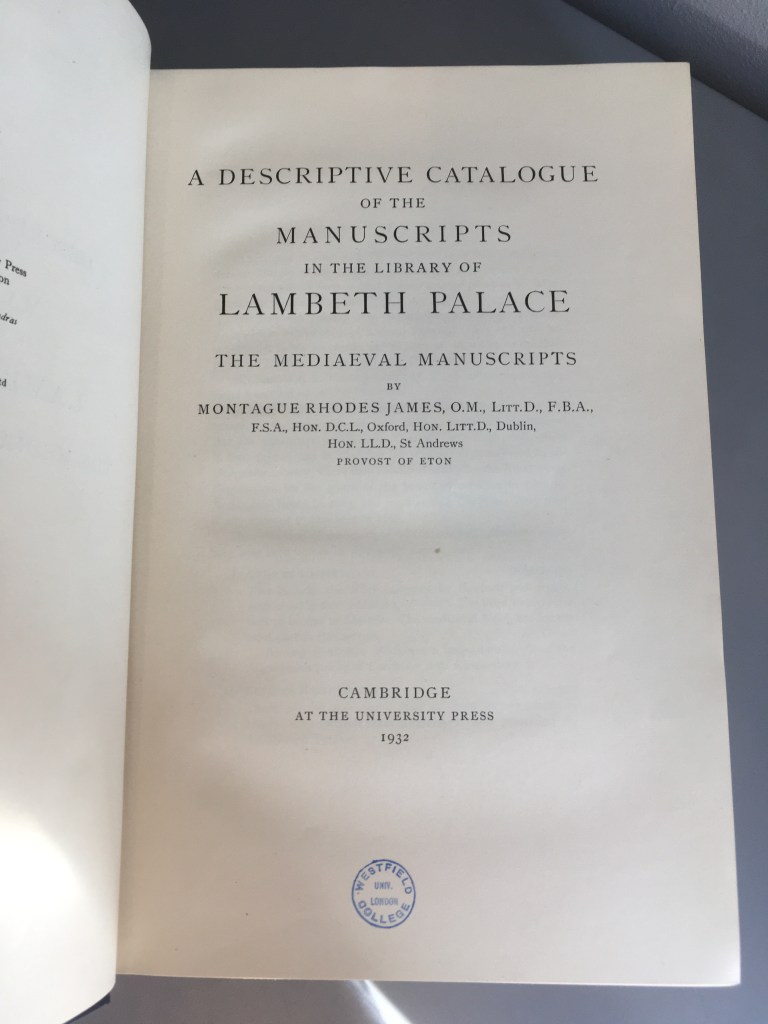 Press
on
dras
A DESCRIPTIVE CATALOGUE
OF THE
MANUSCRIPTS
IN THE LIBRARY OF
LAMBETH PALACE
THE MEDIAEVAL MANUSCRIPTS
BY
MONTAGUE RHODES JAMES, O.M., LITT.D., F.B.A.,
F.S.A., HON. D.C.L., Oxford, HON. LITT.D., Dublin,
HON. LL.D., St Andrews
PROVOST OF ETON
CAMBRIDGE
AT THE UNIVERSITY PRESS
1932
WESTFIELD
UNIV.
LONDON
COLLEGE